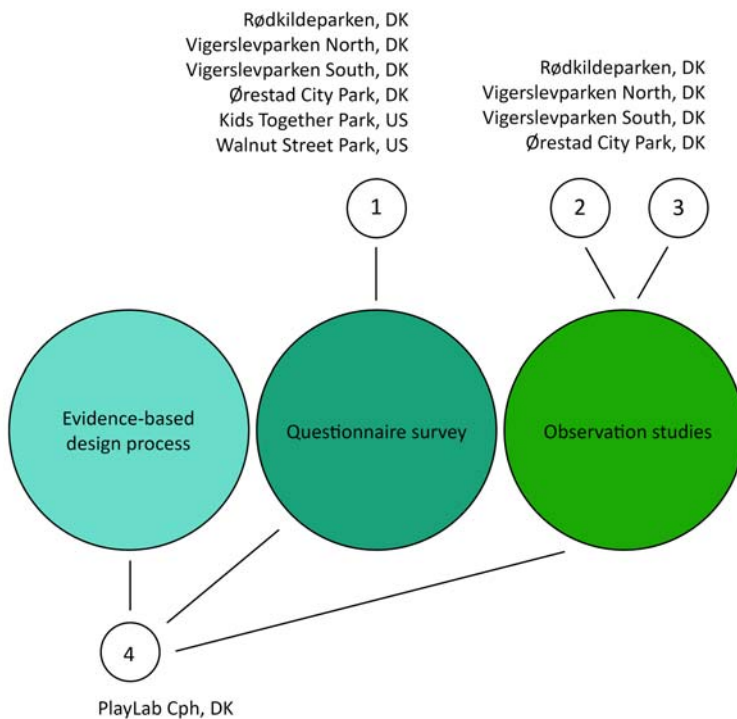 Rødkildeparken, DK
Vigerslevparken North, DK
Vigerslevparken South, DK
Ørestad City Park, DK
Kids Together Park, US
Walnut Street Park, US
Rødkildeparken, DK
Vigerslevparken North, DK
Vigerslevparken South, DK
Ørestad City Park, DK
1
2
3
Evidence-based
design process
Questionnaire survey
Observation studies
4
PlayLab Cph, DK